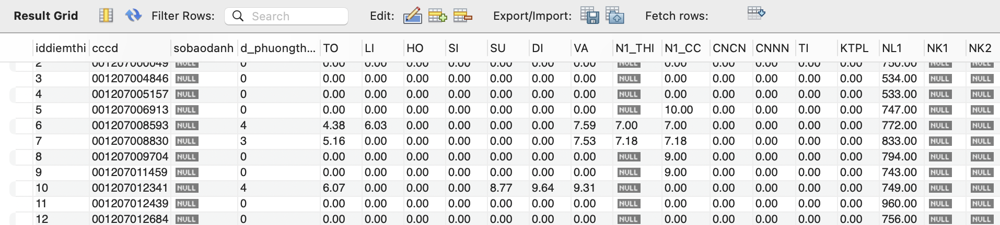 Result Grid Filter Rows: Search Edit: Export/Import: Fetch rows:
iddiemthi cccd sobaodanh d_phuongth... TO LI HO SI SU DI VA N1_THI N1_CC CNCN CNNN TI KTPL NL1 NK1 NK2
2 001207000049 NULL 0 0.00 0.00 0.00 0.00 0.00 0.00 0.00 NULL 0.00 0.00 0.00 0.00 0.00 750.00 NULL NULL
3 001207004846 NULL 0 0.00 0.00 0.00 0.00 0.00 0.00 0.00 NULL 0.00 0.00 0.00 0.00 0.00 534.00 NULL NULL
4 001207005157 NULL 0 0.00 0.00 0.00 0.00 0.00 0.00 0.00 NULL 0.00 0.00 0.00 0.00 0.00 533.00 NULL NULL
5 001207006913 NULL 0 0.00 0.00 0.00 0.00 0.00 0.00 0.00 NULL 10.00 0.00 0.00 0.00 0.00 747.00 NULL NULL
6 001207008593 NULL 4 4.38 6.03 0.00 0.00 0.00 0.00 7.59 7.00 7.00 0.00 0.00 0.00 0.00 772.00 NULL NULL
7 001207008830 NULL 3 5.16 0.00 0.00 0.00 0.00 0.00 7.53 7.18 7.18 0.00 0.00 0.00 0.00 833.00 NULL NULL
8 001207009704 NULL 0 0.00 0.00 0.00 0.00 0.00 0.00 0.00 NULL 9.00 0.00 0.00 0.00 0.00 794.00 NULL NULL
9 001207011459 NULL 0 0.00 0.00 0.00 0.00 0.00 0.00 0.00 NULL 9.00 0.00 0.00 0.00 0.00 743.00 NULL NULL
10 001207012341 NULL 4 6.07 0.00 0.00 0.00 8.77 9.64 9.31 NULL 0.00 0.00 0.00 0.00 0.00 749.00 NULL NULL
11 001207012439 NULL 0 0.00 0.00 0.00 0.00 0.00 0.00 0.00 NULL 0.00 0.00 0.00 0.00 0.00 960.00 NULL NULL
12 001207012684 NULL 0 0.00 0.00 0.00 0.00 0.00 0.00 0.00 NULL 0.00 0.00 0.00 0.00 0.00 756.00 NULL NULL